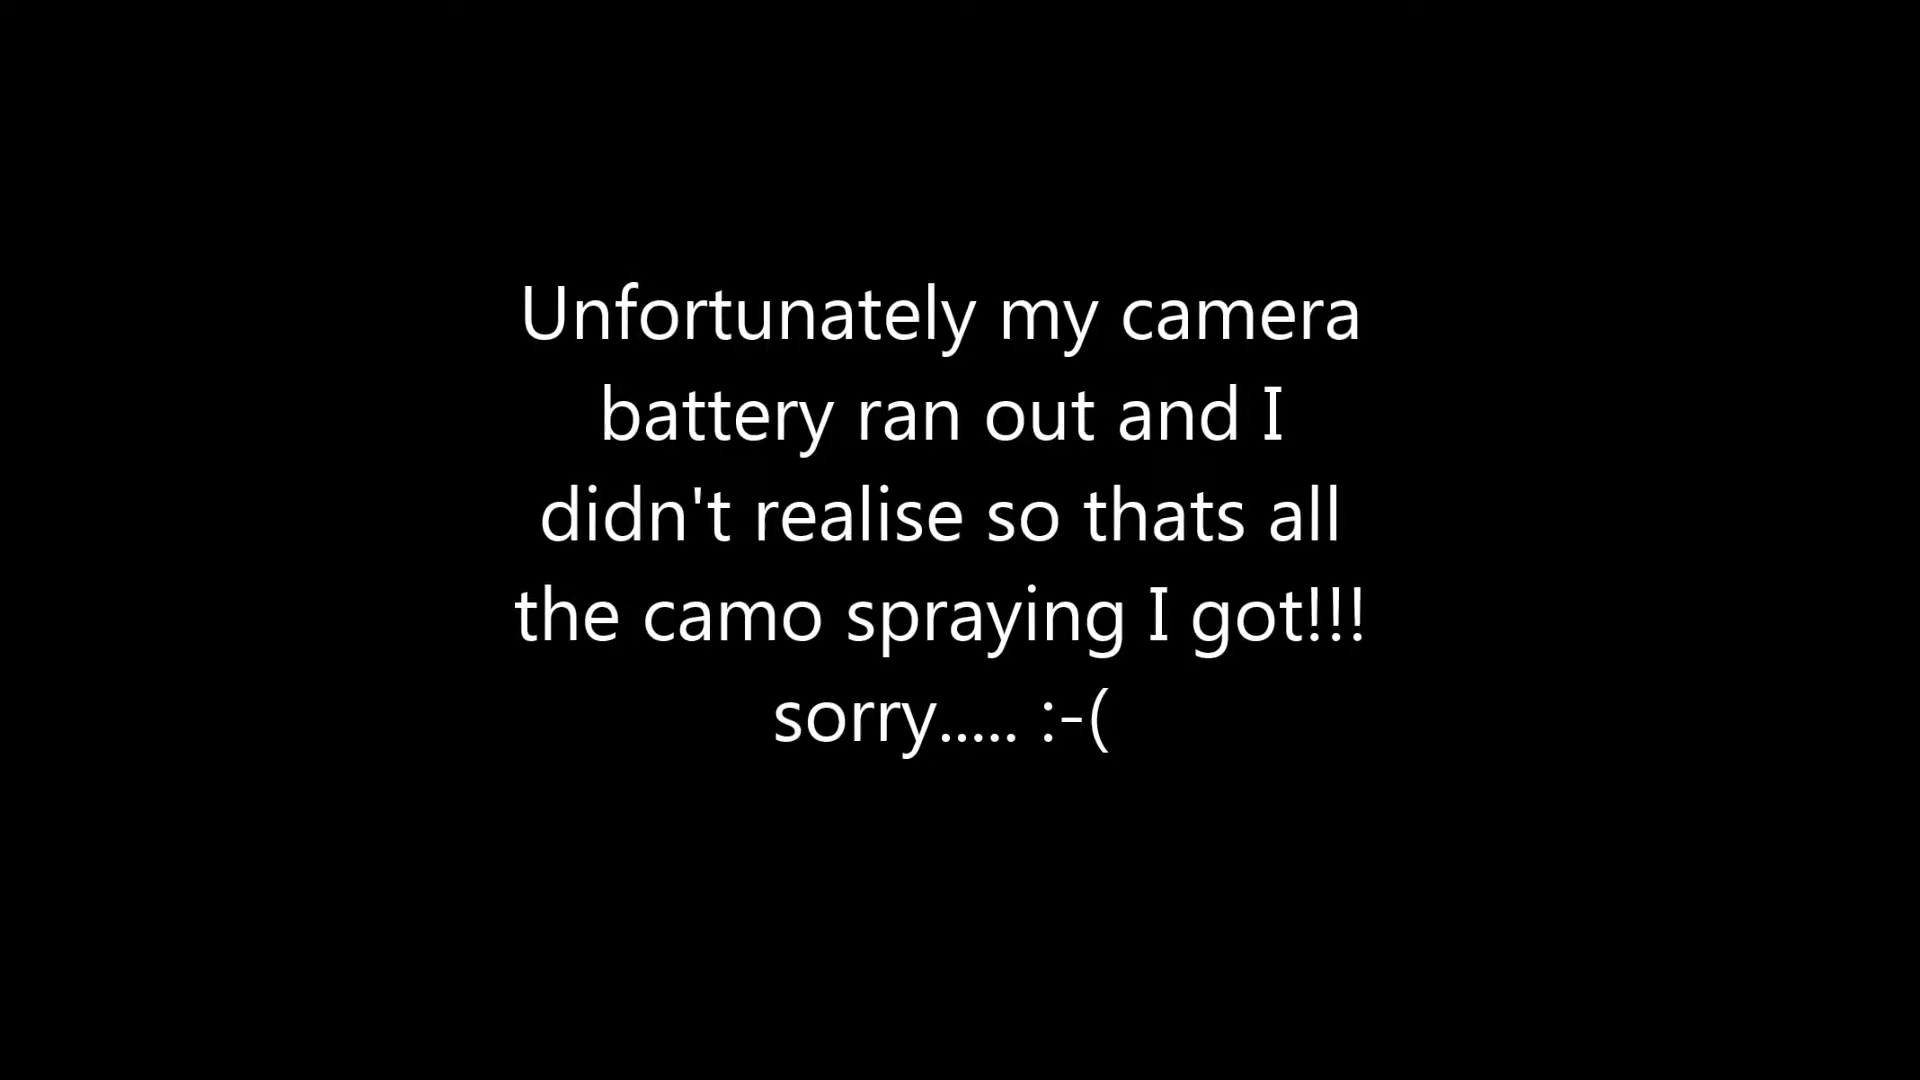 Unfortunately my camera
battery ran out and I
didn't realise so thats all
the camo spraying I got!!!
sorry..... :-(